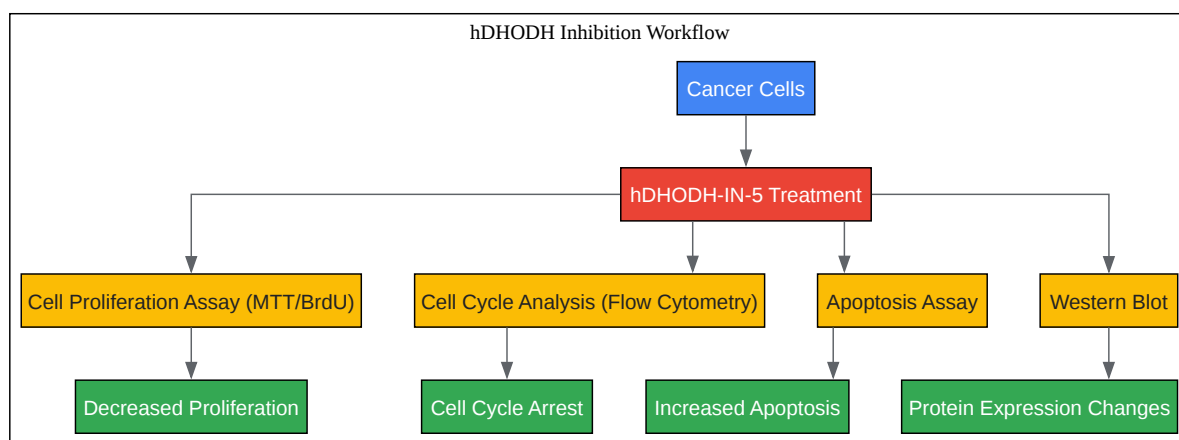 hDHODH Inhibition Workflow
Cancer Cells
hDHODH-IN-5 Treatment
Cell Proliferation Assay (MTT/BrdU)
Cell Cycle Analysis (Flow Cytometry)
Apoptosis Assay
Western Blot
Decreased Proliferation
Cell Cycle Arrest
Increased Apoptosis
Protein Expression Changes